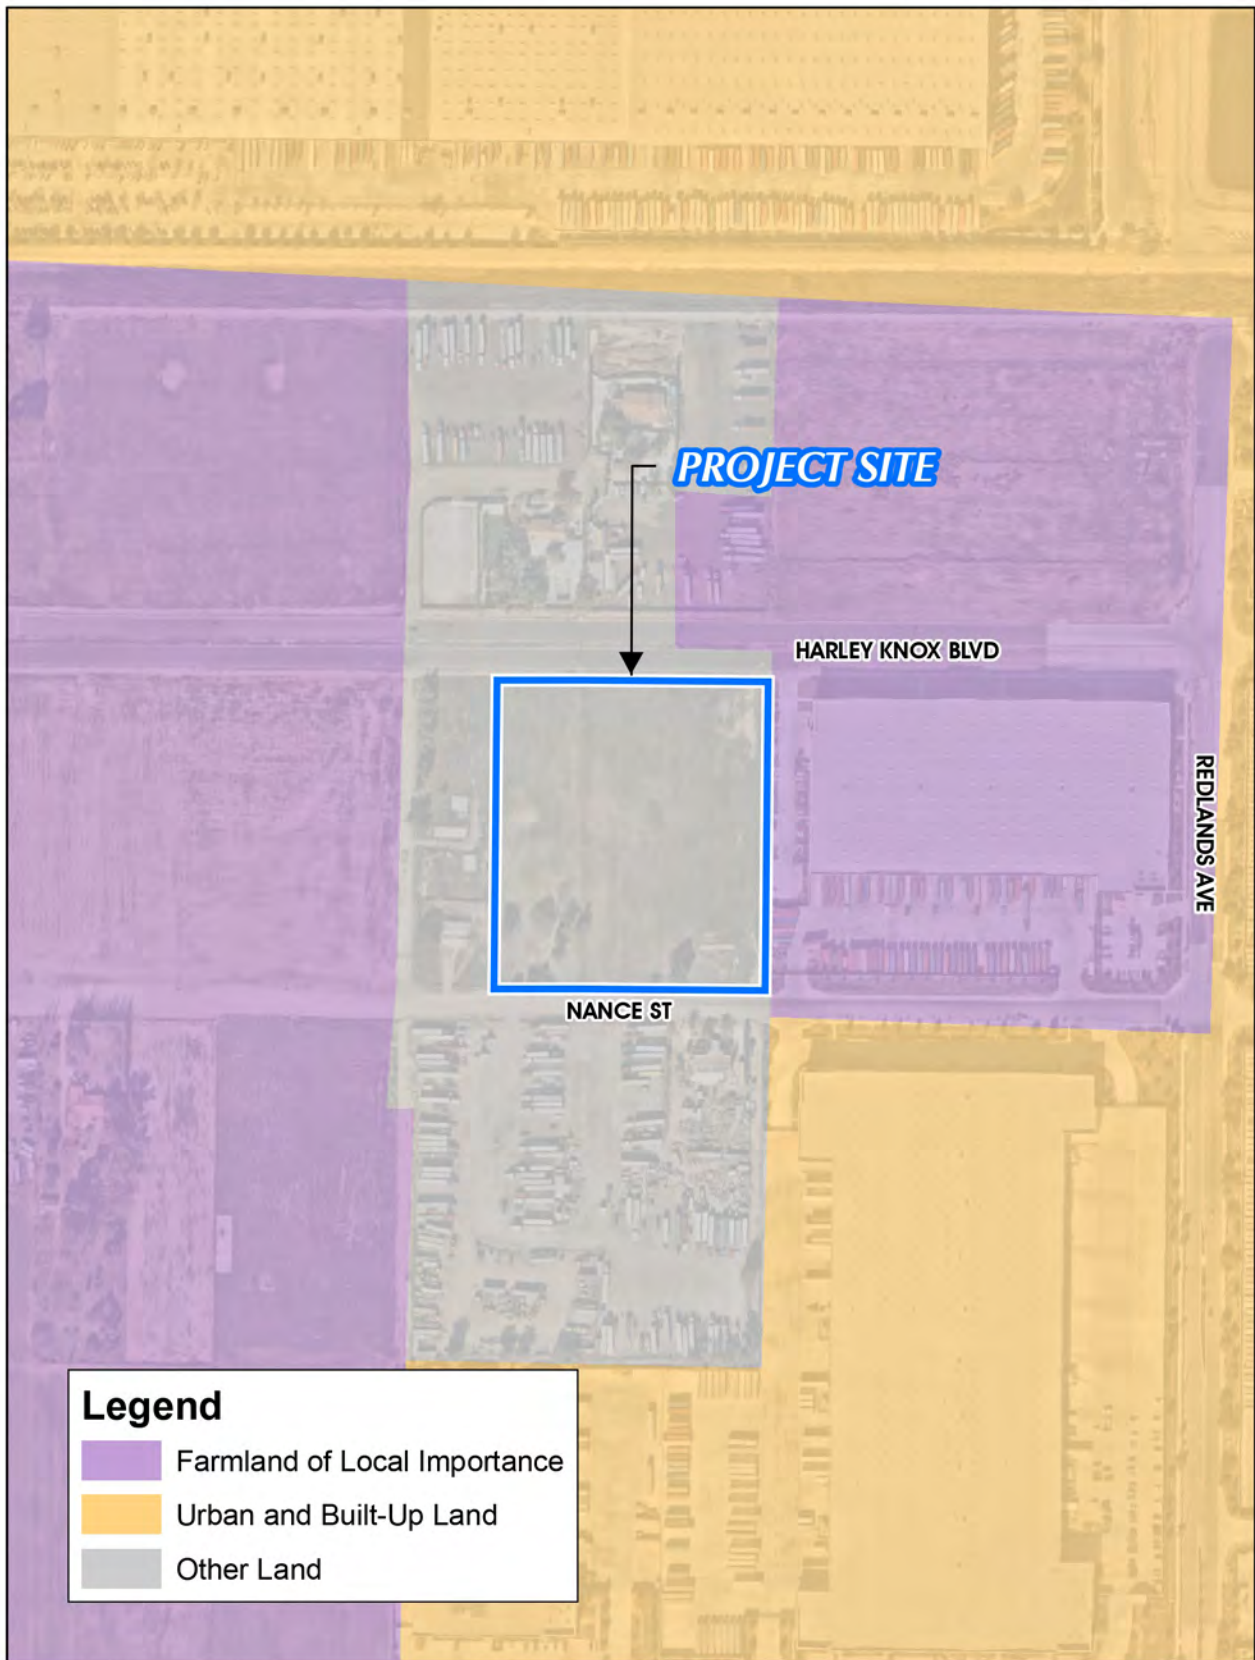 PROJECT SITE
HARLEY KNOX BLVD
REDLANDS AVE
NANCE ST
Legend
Farmland of Local Importance
Urban and Built-Up Land
Other Land